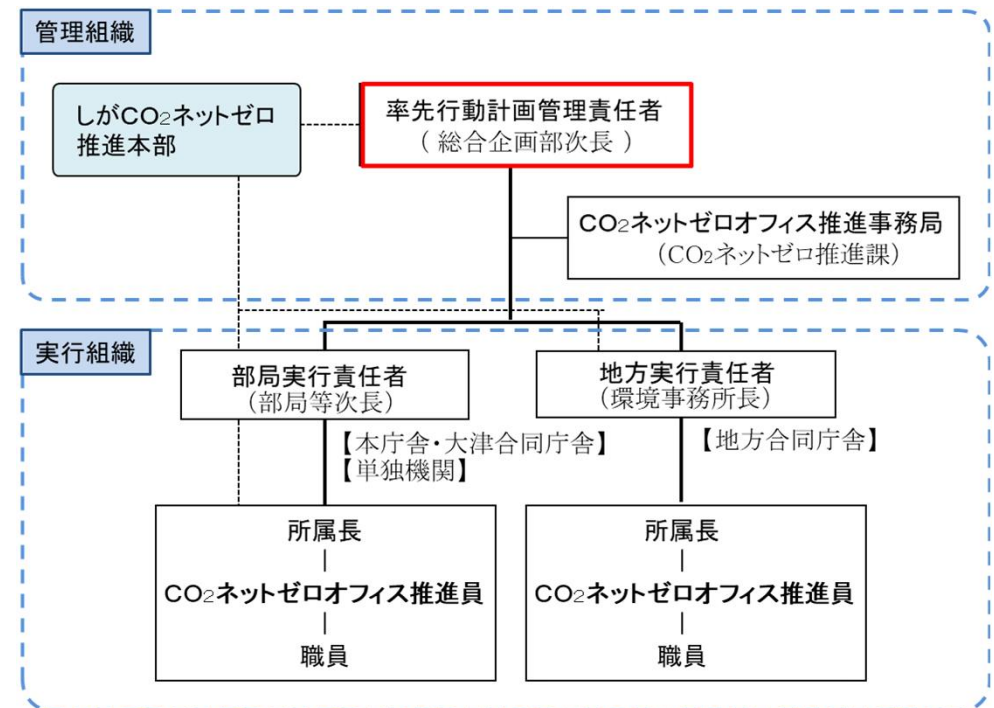 管理組織
しがCO₂ネットゼロ
推進本部
率先行動計画管理責任者
（ 総合企画部次長 ）
CO₂ネットゼロオフィス推進事務局
（CO₂ネットゼロ推進課）
実行組織
部局実行責任者
（部局等次長）
地方実行責任者
（環境事務所長）
【本庁舎・大津合同庁舎】
【単独機関】
【地方合同庁舎】
所属長
CO₂ネットゼロオフィス推進員
職員
所属長
CO₂ネットゼロオフィス推進員
職員